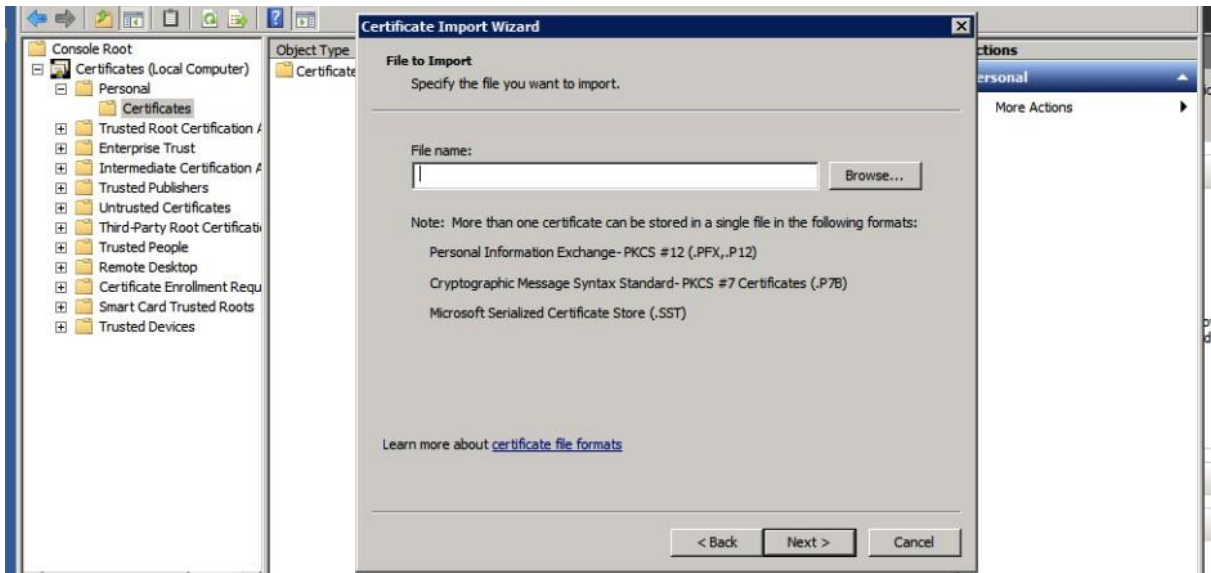 Certificate Import Wizard
Console Root
Certificates (Local Computer)
Personal
Certificates
Trusted Root Certification A
Enterprise Trust
Intermediate Certification A
Trusted Publishers
Untrusted Certificates
Third-Party Root Certificati
Trusted People
Remote Desktop
Certificate Enrollment Requ
Smart Card Trusted Roots
Trusted Devices
Object Type
Certificate
File to Import
Specify the file you want to import.
File name:
Browse...
Note: More than one certificate can be stored in a single file in the following formats:
Personal Information Exchange- PKCS #12 (.PFX,.P12)
Cryptographic Message Syntax Standard- PKCS #7 Certificates (.P7B)
Microsoft Serialized Certificate Store (.SST)
Learn more about certificate file formats
< Back
Next >
Cancel
ctions
ersonal
More Actions